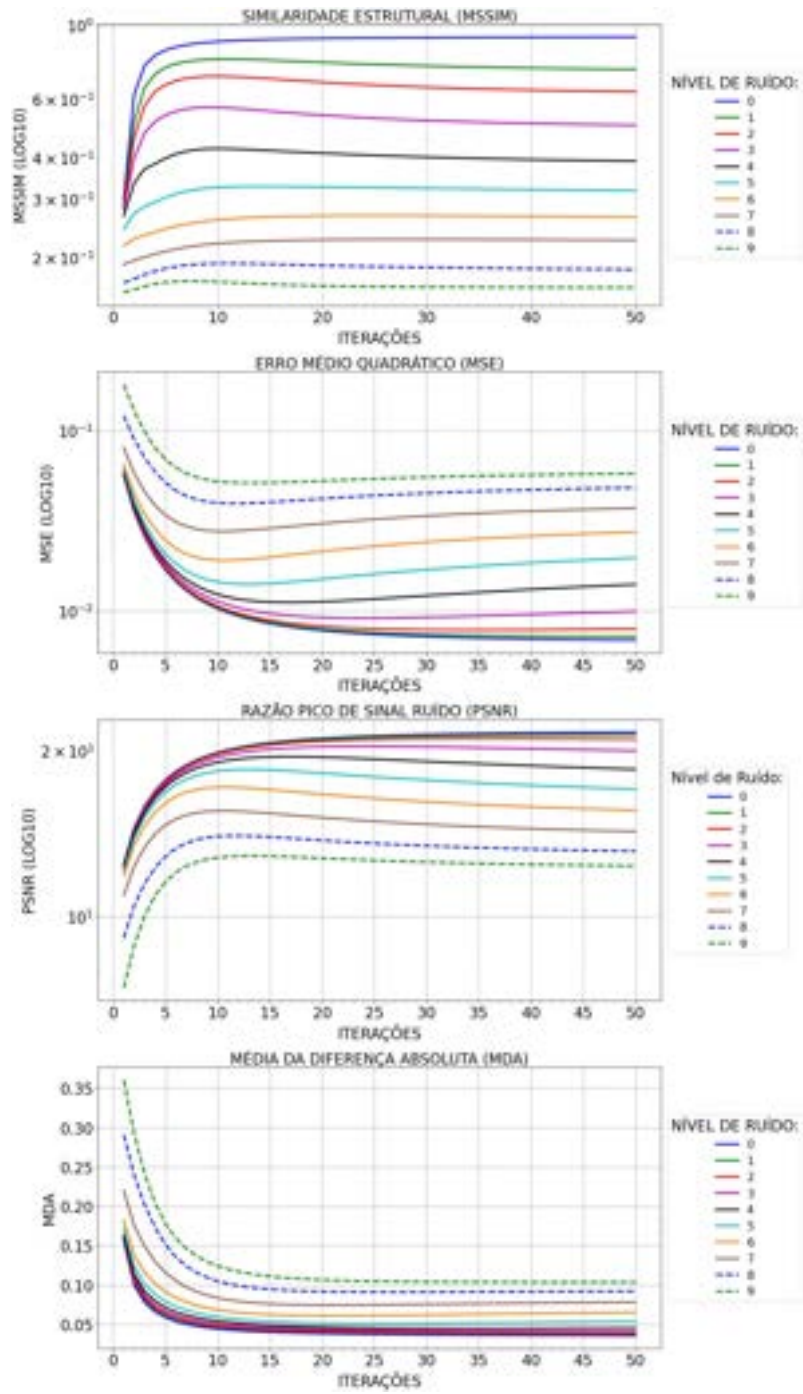 SIMILARIDADE ESTRUTURAL (MSSIM)
10⁰
6 × 10⁻¹
4 × 10⁻¹
3 × 10⁻¹
2 × 10⁻¹
MSSIM (LOG10)
0 5 10 15 20 25 30 35 40 45 50
ITERAÇÕES
NÍVEL DE RUÍDO:
0
1
2
3
4
5
6
7
8
9
ERRO MÉDIO QUADRÁTICO (MSE)
10⁻¹
10⁻²
MSE (LOG10)
0 5 10 15 20 25 30 35 40 45 50
ITERAÇÕES
NÍVEL DE RUÍDO:
0
1
2
3
4
5
6
7
8
9
RAZÃO PICO DE SINAL RUÍDO (PSNR)
2 × 10¹
10¹
PSNR (LOG10)
0 5 10 15 20 25 30 35 40 45 50
ITERAÇÕES
Nível de Ruído:
0
1
2
3
4
5
6
7
8
9
MÉDIA DA DIFERENÇA ABSOLUTA (MDA)
0.35
0.30
0.25
0.20
0.15
0.10
0.05
MDA
0 5 10 15 20 25 30 35 40 45 50
ITERAÇÕES
NÍVEL DE RUÍDO:
0
1
2
3
4
5
6
7
8
9